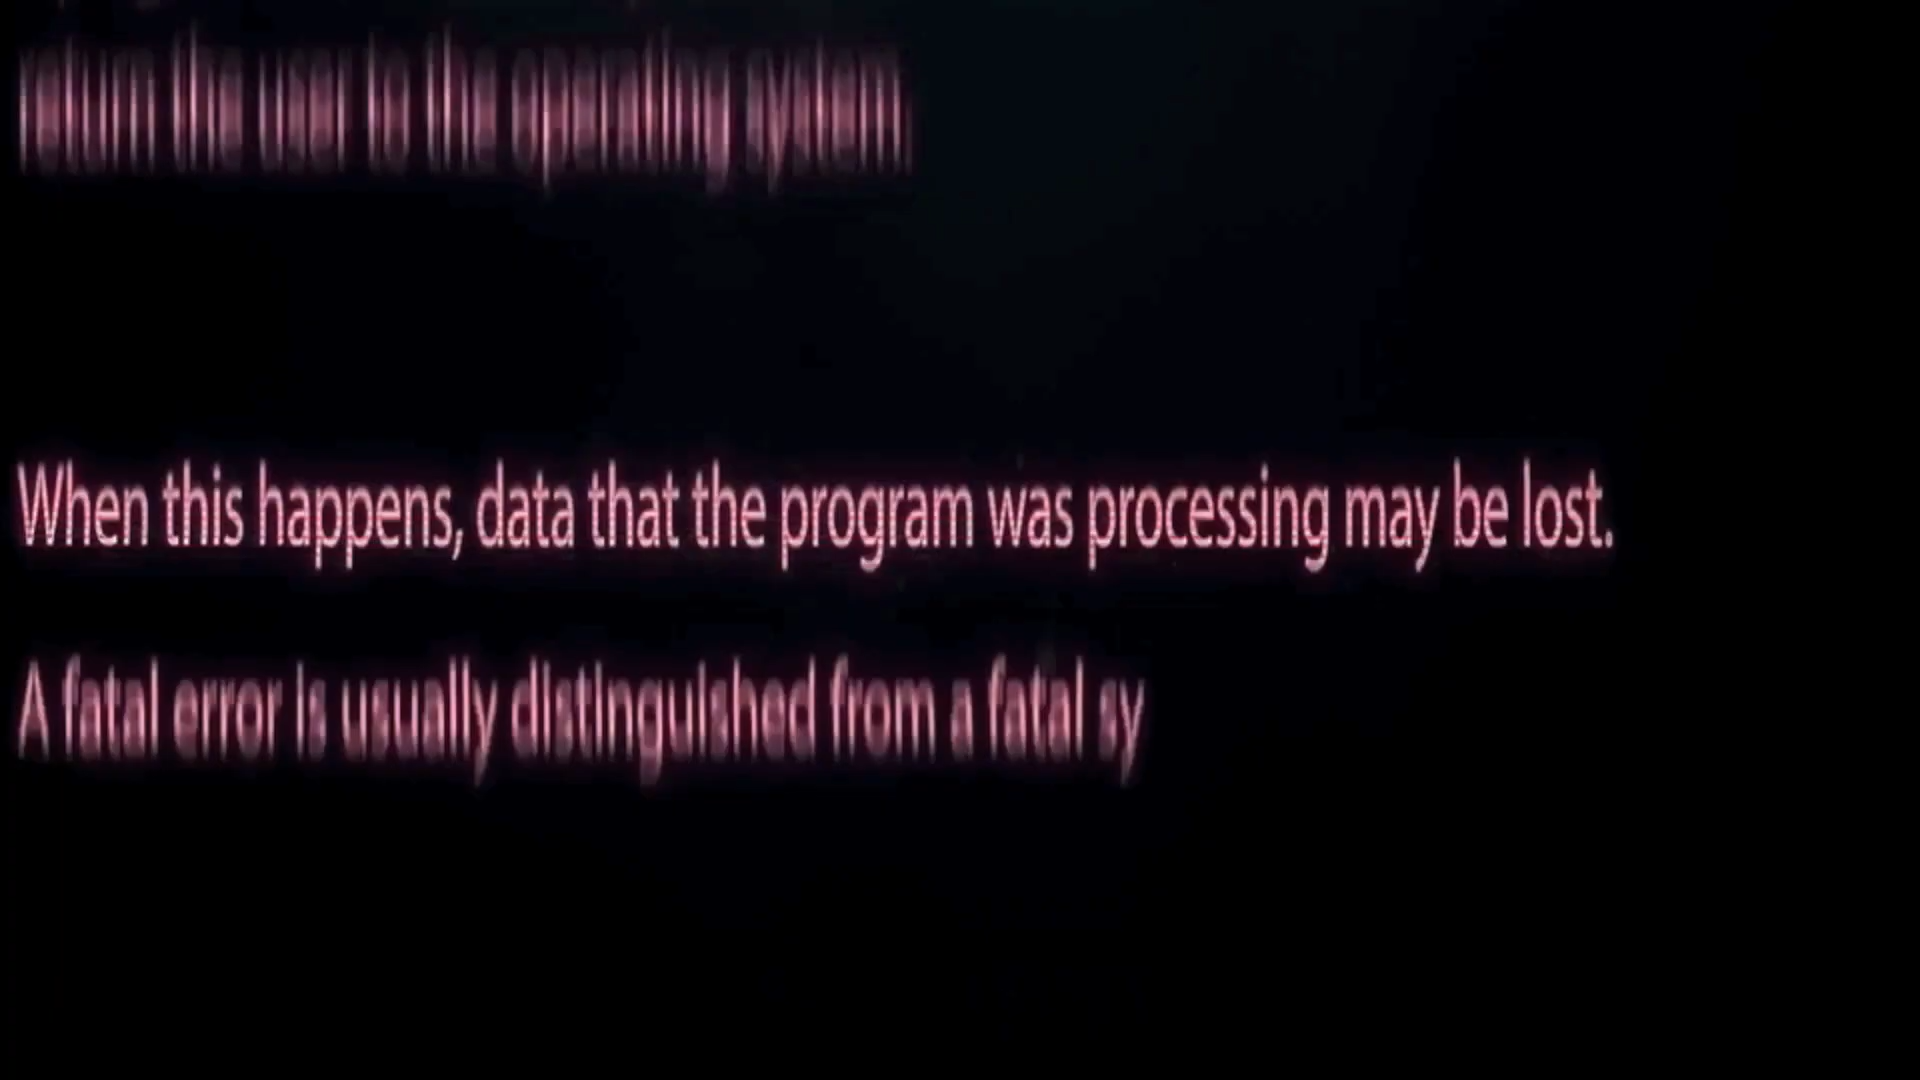 return the user to the operating system.
When this happens, data that the program was processing may be lost.
A fatal error is usually distinguished from a fatal sy